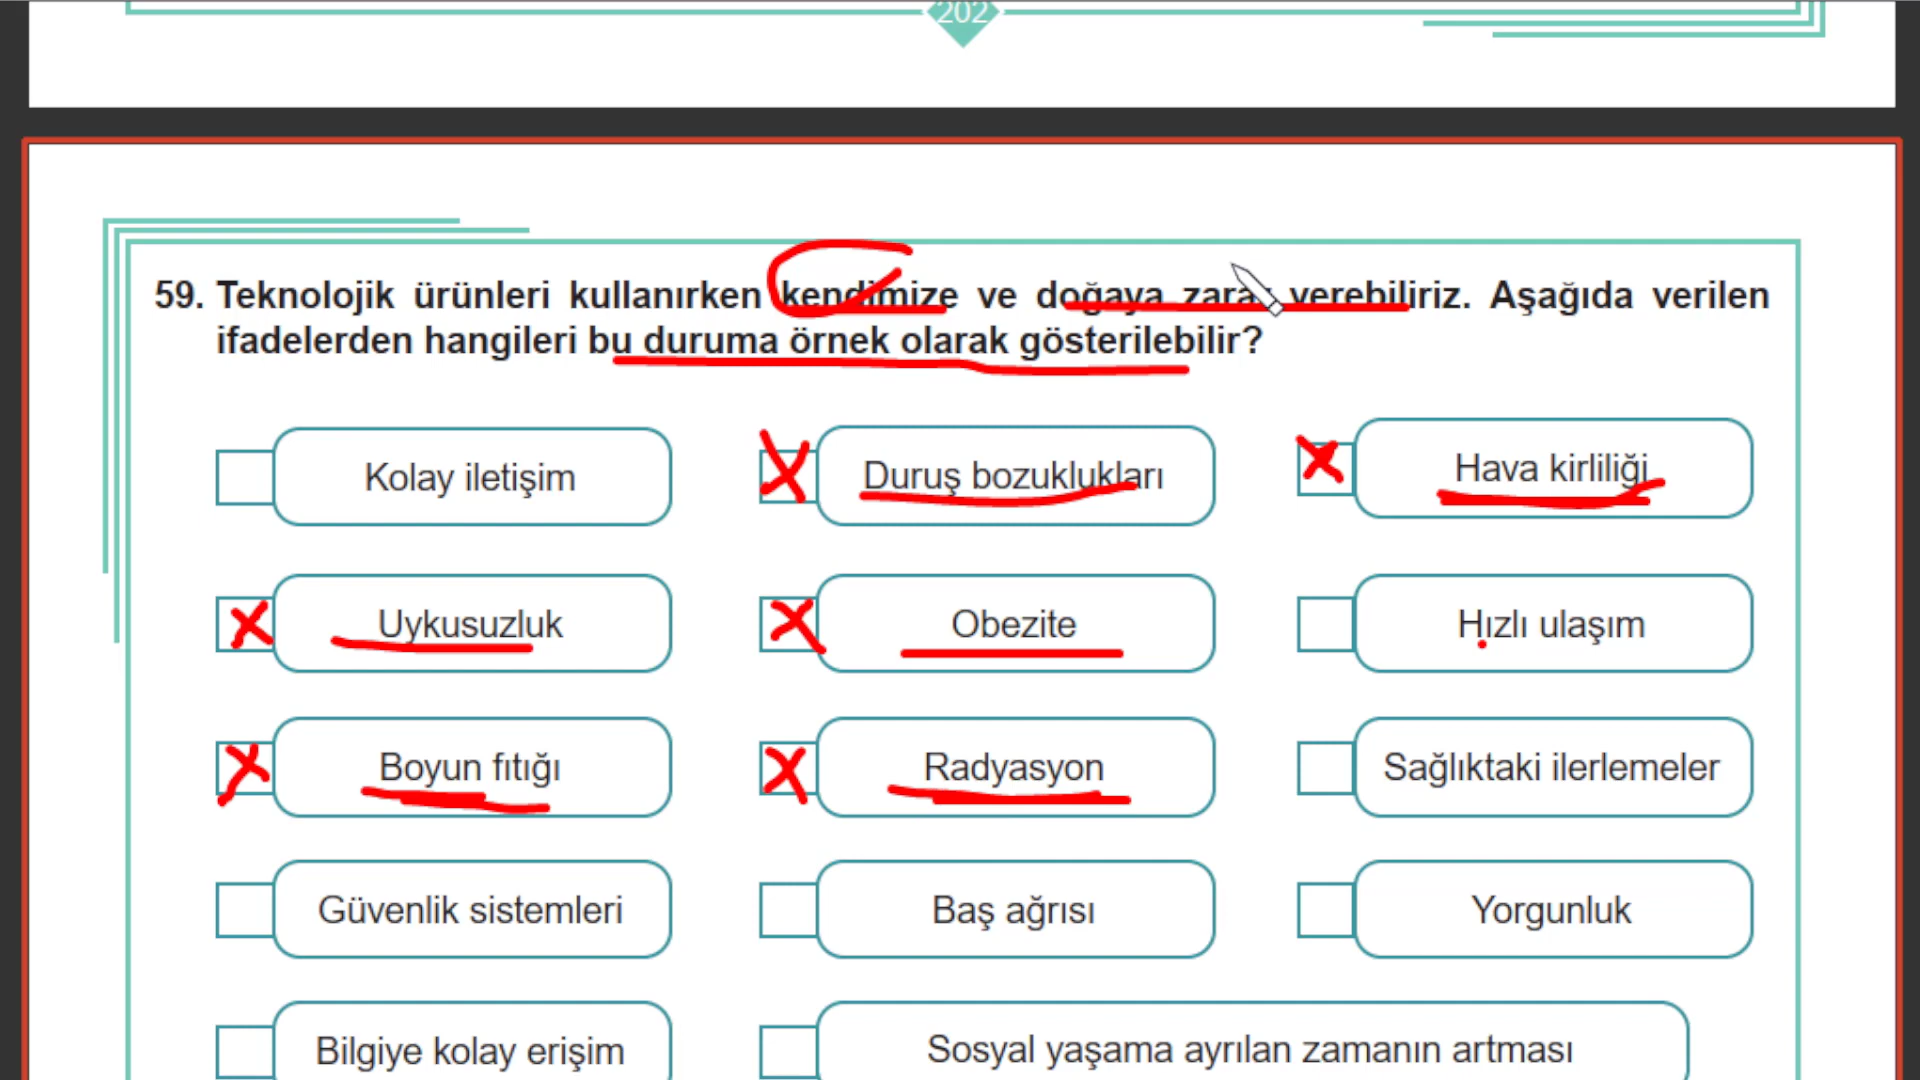 202
59. Teknolojik ürünleri kullanırken kendimize ve doğaya zarar verebiliriz. Aşağıda verilen
ifadelerden hangileri bu duruma örnek olarak gösterilebilir?
Kolay iletişim
Duruş bozuklukları
Hava kirliliği
Uykusuzluk
Obezite
Hızlı ulaşım
Boyun fıtığı
Radyasyon
Sağlıktaki ilerlemeler
Güvenlik sistemleri
Baş ağrısı
Yorgunluk
Bilgiye kolay erişim
Sosyal yaşama ayrılan zamanın artması